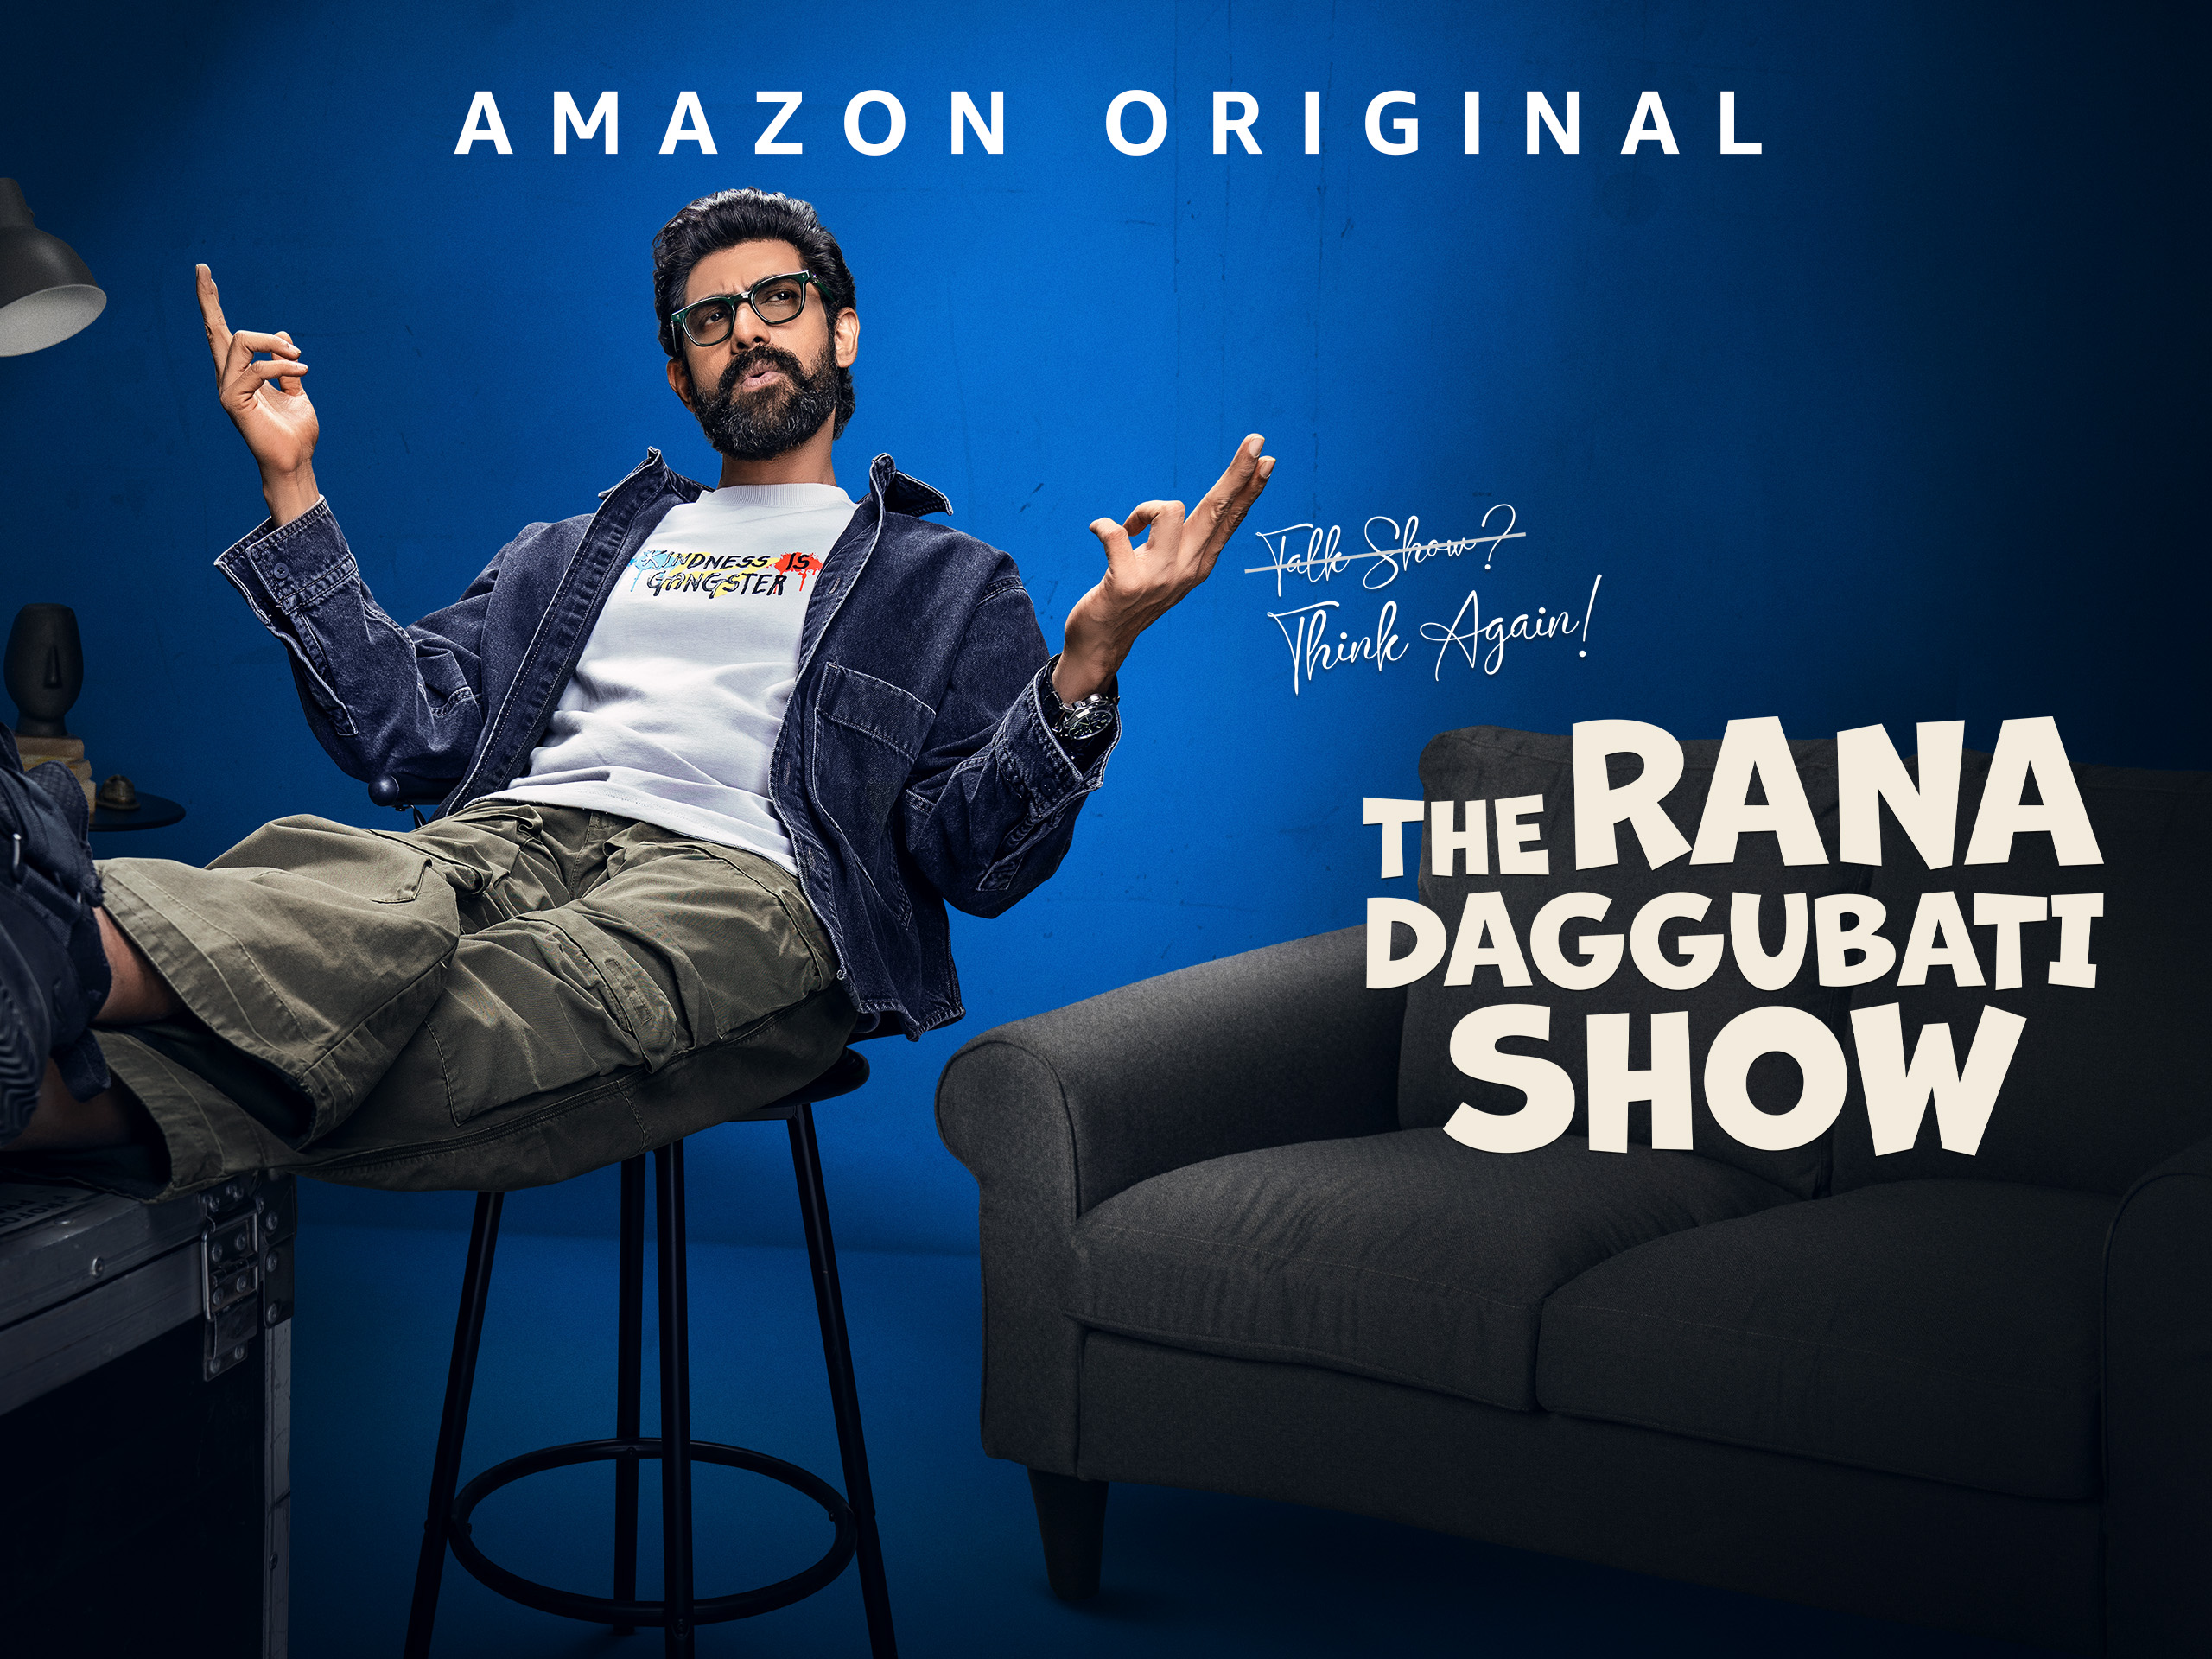 AMAZON ORIGINAL
KINDNESS IS
GANGSTER
Talk Show?
Think Again!
THE RANA
DAGGUBATI
SHOW